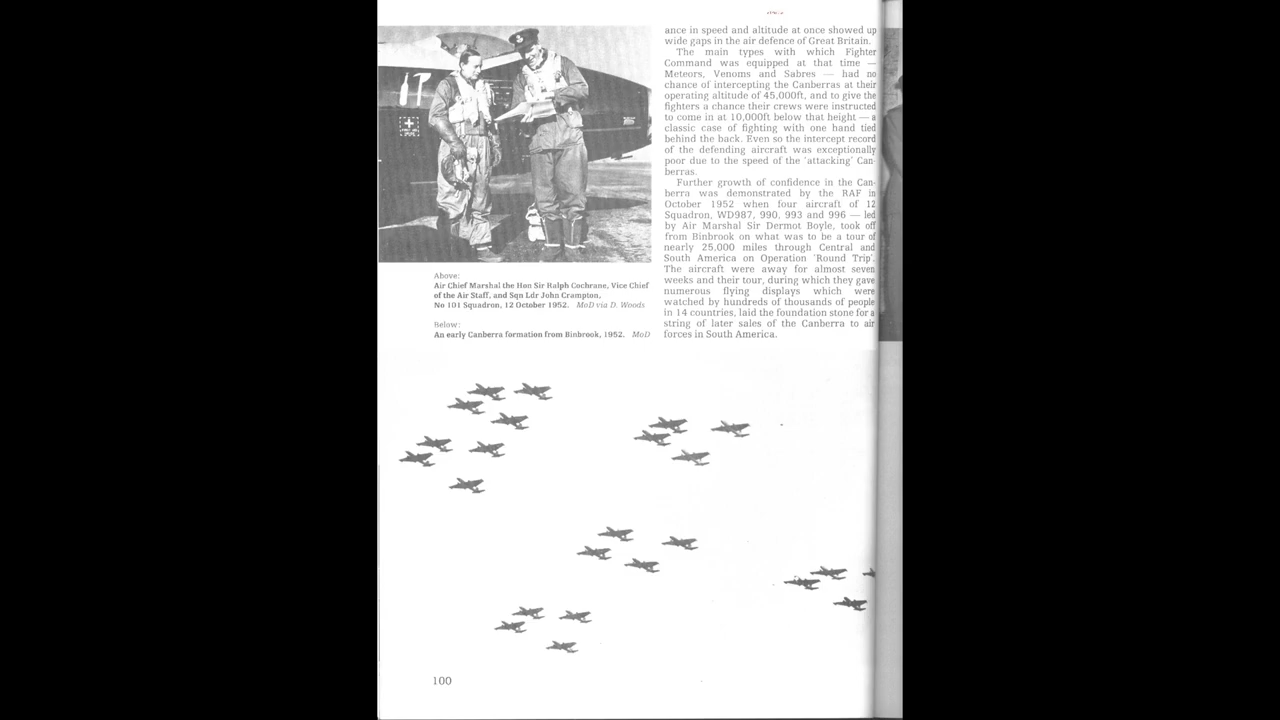 ance in speed and altitude at once showed up
wide gaps in the air defence of Great Britain.
The main types with which Fighter
Command was equipped at that time —
Meteors, Venoms and Sabres — had no
chance of intercepting the Canberras at their
operating altitude of 45,000ft, and to give the
fighters a chance their crews were instructed
to come in at 10,000ft below that height — a
classic case of fighting with one hand tied
behind the back. Even so the intercept record
of the defending aircraft was exceptionally
poor due to the speed of the 'attacking' Can-
berras.
Further growth of confidence in the Can-
berra was demonstrated by the RAF in
October 1952 when four aircraft of 12
Squadron, WD987, 990, 993 and 996 — led
by Air Marshal Sir Dermot Boyle, took off
from Binbrook on what was to be a tour of
nearly 25,000 miles through Central and
South America on Operation 'Round Trip'.
The aircraft were away for almost seven
weeks and their tour, during which they gave
numerous flying displays which were
watched by hundreds of thousands of people
in 14 countries, laid the foundation stone for a
string of later sales of the Canberra to air
forces in South America.
Above:
Air Chief Marshal the Hon Sir Ralph Cochrane, Vice Chief
of the Air Staff, and Sqn Ldr John Crampton,
No 101 Squadron, 12 October 1952. MoD via D. Woods
Below:
An early Canberra formation from Binbrook, 1952. MoD
100